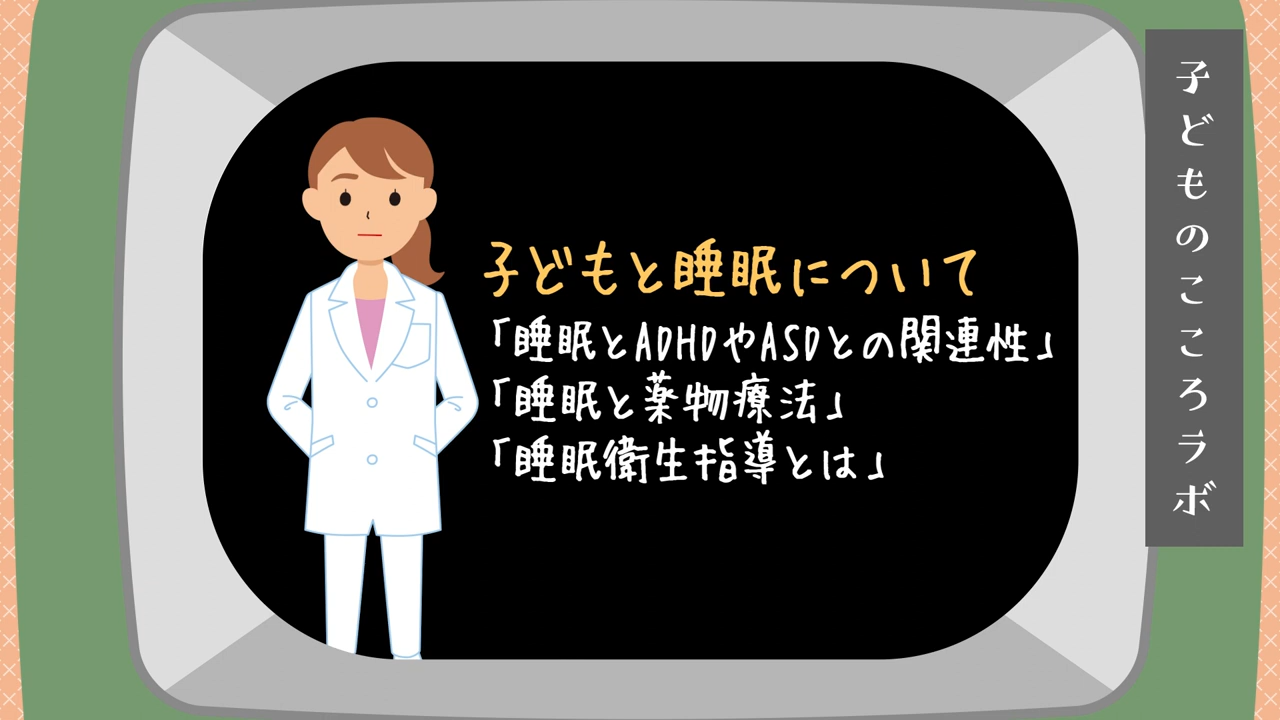 子どもと睡眠について
「睡眠とADHDやASDとの関連性」
「睡眠と薬物療法」
「睡眠衛生指導とは」
子どものこころラボ